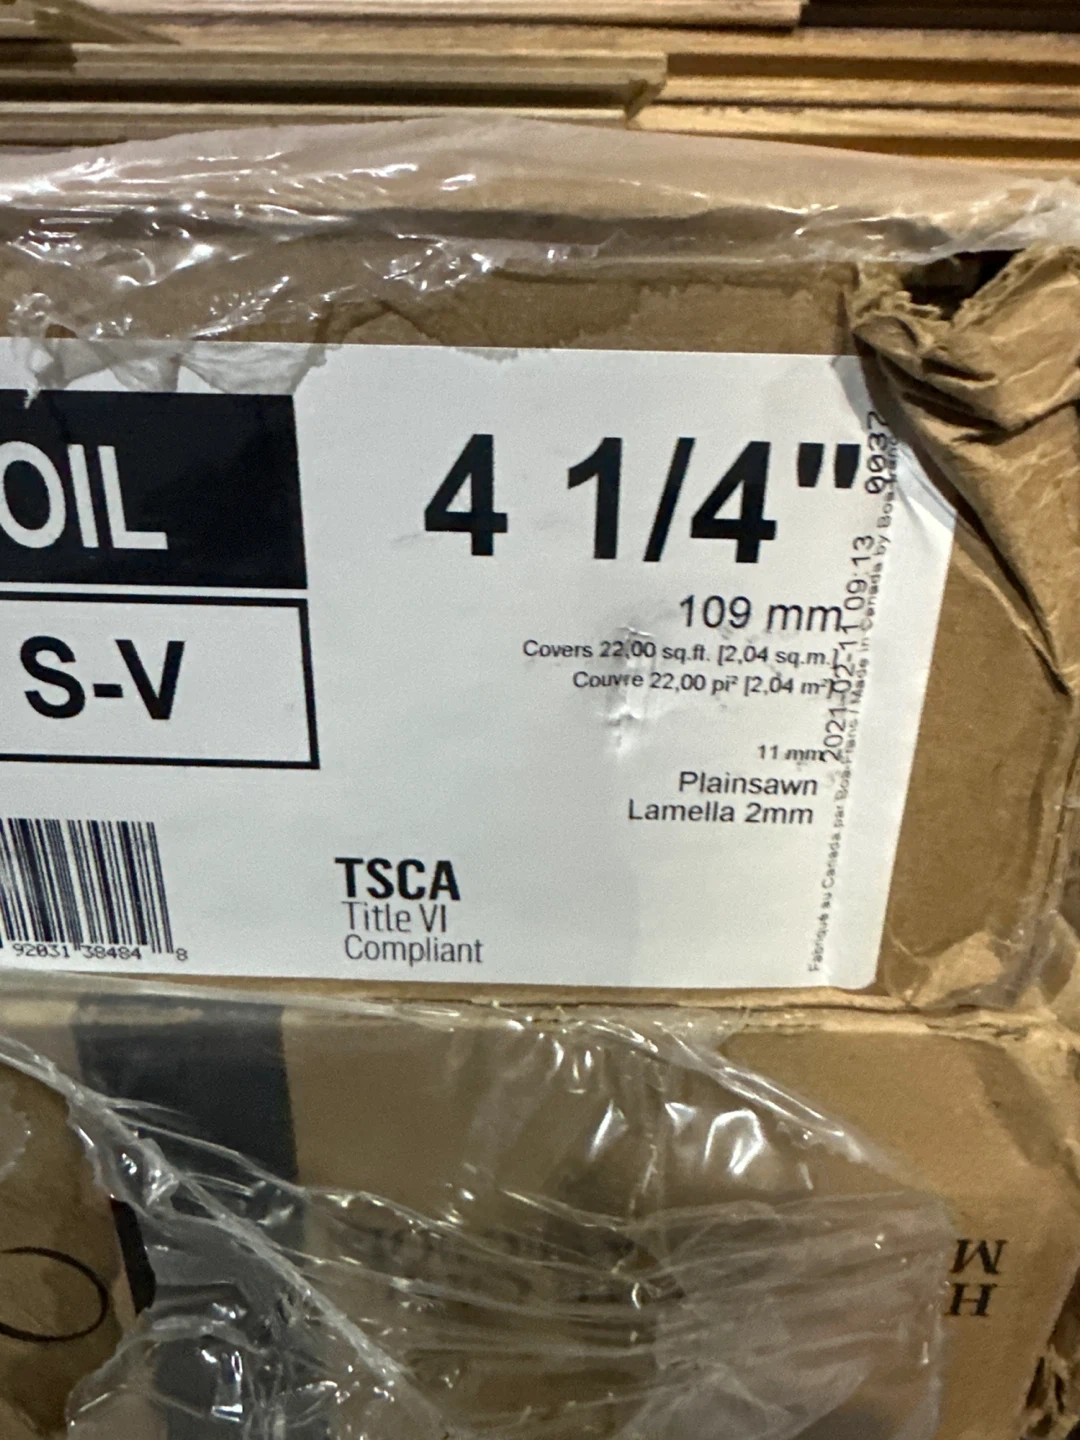 OIL
4 1/4"
109 mm
Covers 22,00 sq.ft. [2,04 sq.m.]
Couvre 22,00 pi² [2,04 m²]
S-V
11 mm
Plainsawn
Lamella 2mm
TSCA
Title VI
Compliant
92031 38484 8
2021-02-11 09:13 0037
Fabriqué au Canada par Boa-Franc / Made in Canada by Boa-Franc
M
H